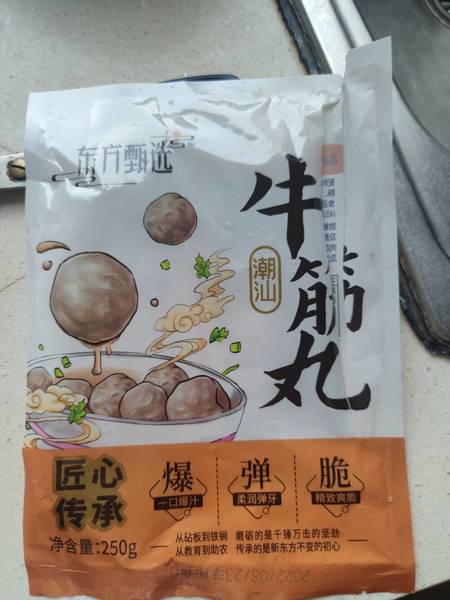 东方甄选
牛筋丸
潮汕
匠心
传承
爆
一口爆汁
弹
柔润弹牙
脆
精致爽脆
净含量:250g
从砧板到铁锅 磨砺的是千锤万击的坚劲
从教育到助农 传承的是新东方不变的初心